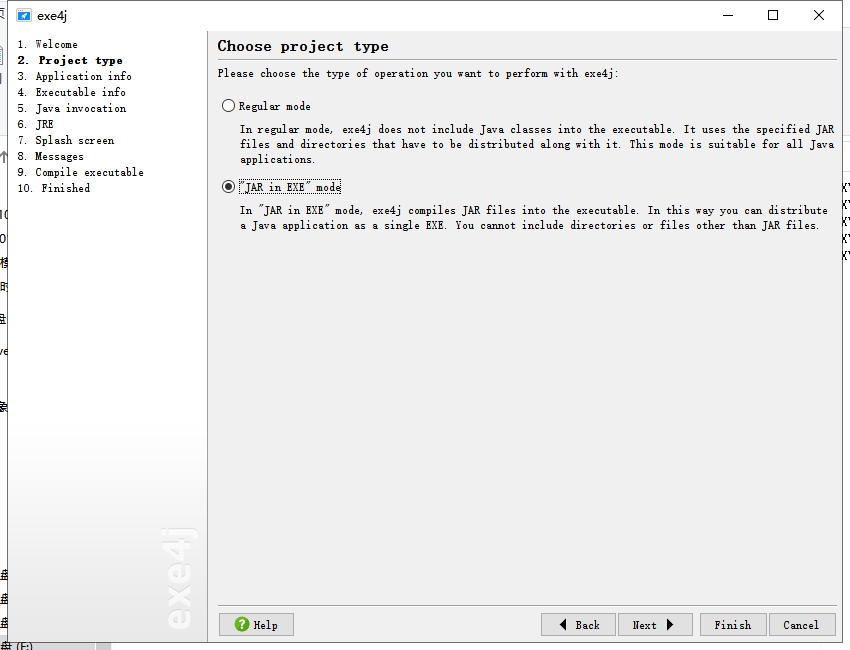 exe4j
1. Welcome
2. Project type
3. Application info
4. Executable info
5. Java invocation
6. JRE
7. Splash screen
8. Messages
9. Compile executable
10. Finished
Choose project type
Please choose the type of operation you want to perform with exe4j:
Regular mode
In regular mode, exe4j does not include Java classes into the executable. It uses the specified JAR
files and directories that have to be distributed along with it. This mode is suitable for all Java
applications.
"JAR in EXE" mode
In "JAR in EXE" mode, exe4j compiles JAR files into the executable. In this way you can distribute
a Java application as a single EXE. You cannot include directories or files other than JAR files.
exe4j
Help
Back
Next
Finish
Cancel
盘 (F:)